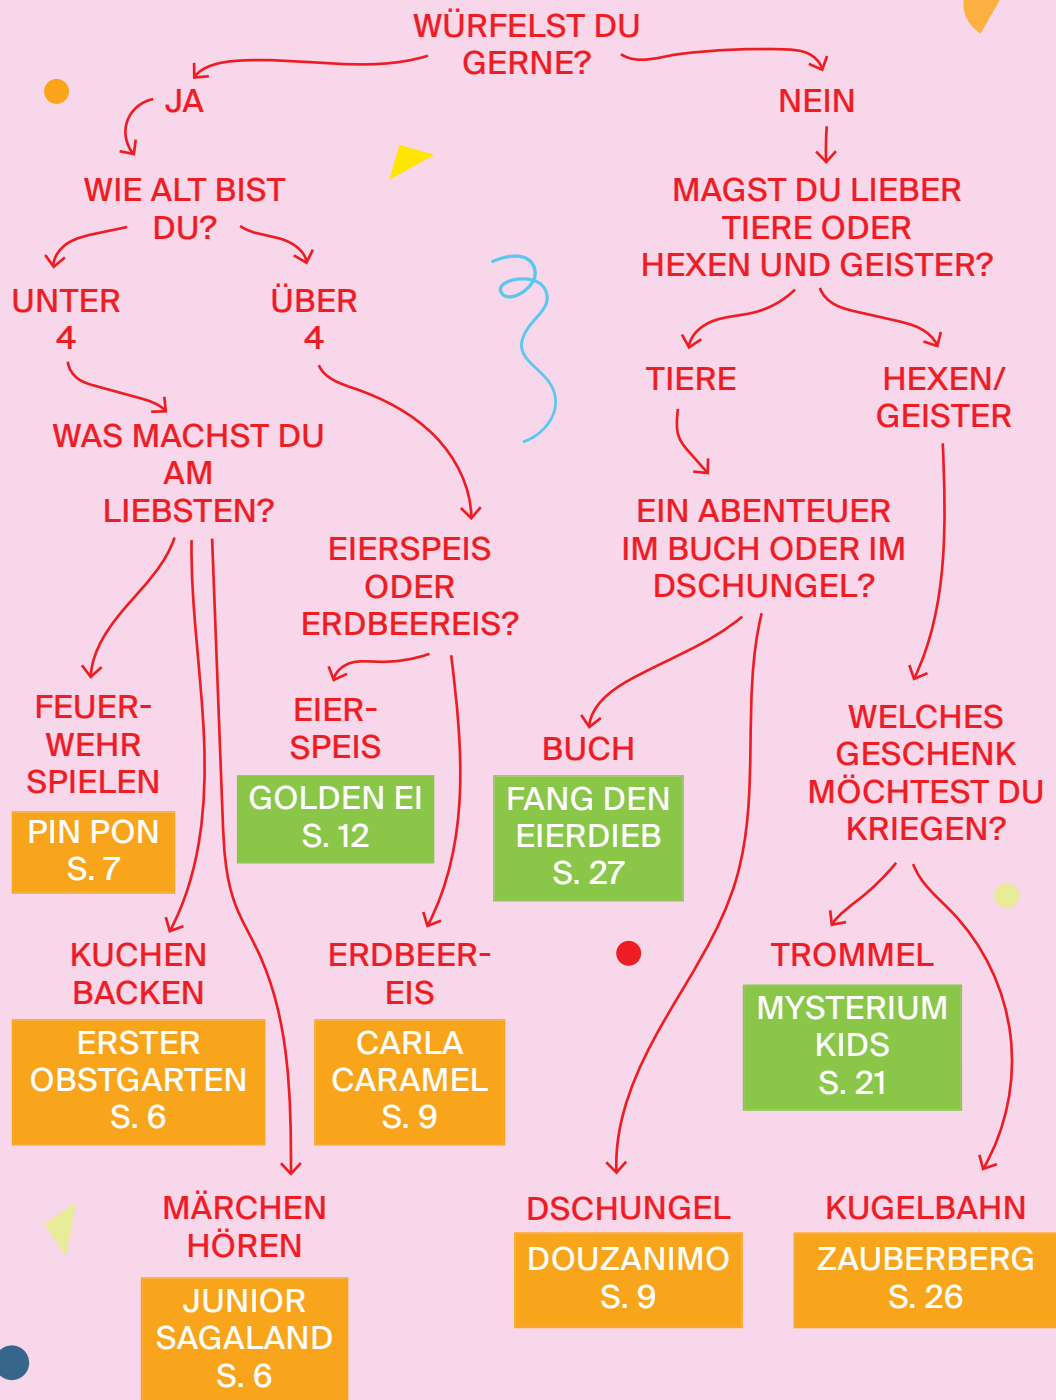 WÜRFELST DU
GERNE?
JA
NEIN
WIE ALT BIST
DU?
MAGST DU LIEBER
TIERE ODER
HEXEN UND GEISTER?
UNTER
4
ÜBER
4
TIERE
HEXEN/
GEISTER
WAS MACHST DU
AM
LIEBSTEN?
EIERSPEIS
ODER
ERDBEEREIS?
EIN ABENTEUER
IM BUCH ODER IM
DSCHUNGEL?
FEUER-
WEHR
SPIELEN
PIN PON
S. 7
EIER-
SPEIS
GOLDEN EI
S. 12
BUCH
FANG DEN
EIERDIEB
S. 27
WELCHES
GESCHENK
MÖCHTEST DU
KRIEGEN?
KUCHEN
BACKEN
ERSTER
OBSTGARTEN
S. 6
ERDBEER-
EIS
CARLA
CARAMEL
S. 9
TROMMEL
MYSTERIUM
KIDS
S. 21
MÄRCHEN
HÖREN
JUNIOR
SAGALAND
S. 6
DSCHUNGEL
DOUZANIMO
S. 9
KUGELBAHN
ZAUBERBERG
S. 26